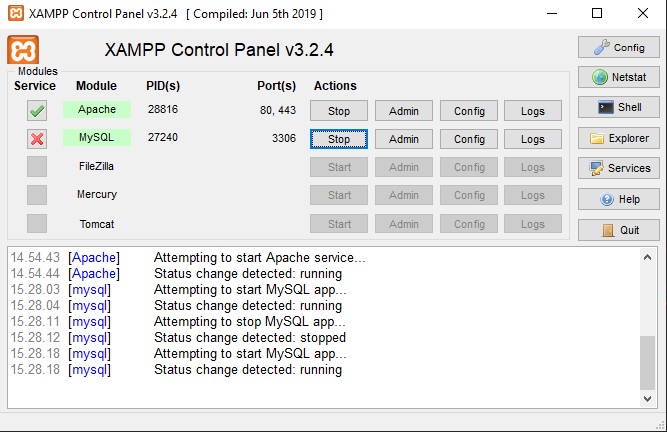 XAMPP Control Panel v3.2.4 [ Compiled: Jun 5th 2019 ]
XAMPP Control Panel v3.2.4
Config
Modules
Service Module PID(s) Port(s) Actions
Netstat
Apache 28816 80, 443 Stop Admin Config Logs
Shell
MySQL 27240 3306 Stop Admin Config Logs
Explorer
FileZilla Start Admin Config Logs
Services
Mercury Start Admin Config Logs
Help
Tomcat Start Admin Config Logs
Quit
14.54.43 [Apache] Attempting to start Apache service...
14.54.44 [Apache] Status change detected: running
15.28.03 [mysql] Attempting to start MySQL app...
15.28.04 [mysql] Status change detected: running
15.28.11 [mysql] Attempting to stop MySQL app...
15.28.12 [mysql] Status change detected: stopped
15.28.18 [mysql] Attempting to start MySQL app...
15.28.18 [mysql] Status change detected: running